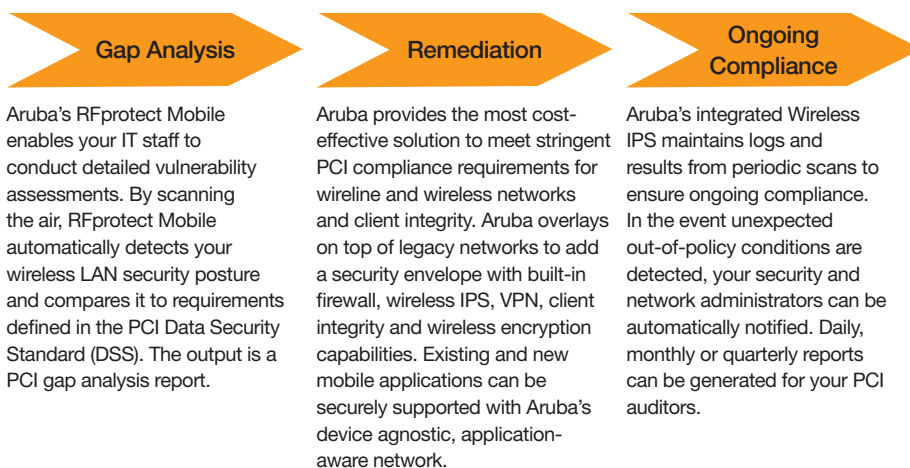 Gap Analysis
Aruba's RFprotect Mobile
enables your IT staff to
conduct detailed vulnerability
assessments. By scanning
the air, RFprotect Mobile
automatically detects your
wireless LAN security posture
and compares it to requirements
defined in the PCI Data Security
Standard (DSS). The output is a
PCI gap analysis report.
Remediation
Aruba provides the most cost-
effective solution to meet stringent
PCI compliance requirements for
wireline and wireless networks
and client integrity. Aruba overlays
on top of legacy networks to add
a security envelope with built-in
firewall, wireless IPS, VPN, client
integrity and wireless encryption
capabilities. Existing and new
mobile applications can be
securely supported with Aruba's
device agnostic, application-
aware network.
Ongoing
Compliance
Aruba's integrated Wireless
IPS maintains logs and
results from periodic scans to
ensure ongoing compliance.
In the event unexpected
out-of-policy conditions are
detected, your security and
network administrators can be
automatically notified. Daily,
monthly or quarterly reports
can be generated for your PCI
auditors.